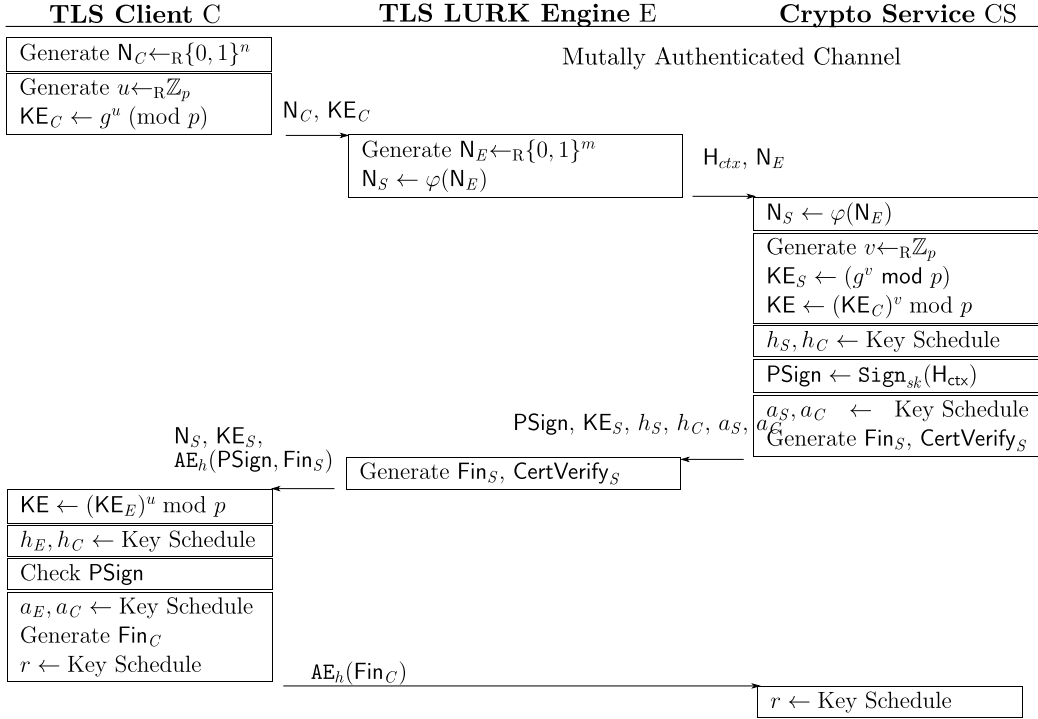 TLS Client C TLS LURK Engine E Crypto Service CS
Generate N_C←_R{0, 1}^n
Mutally Authenticated Channel
Generate u←_Rℤ_p
KE_C ← g^u (mod p)
N_C, KE_C
Generate N_E←_R{0, 1}^m
N_S ← φ(N_E)
H_ctx, N_E
N_S ← φ(N_E)
Generate v←_Rℤ_p
KE_S ← (g^v mod p)
KE ← (KE_C)^v mod p
h_S, h_C ← Key Schedule
PSign ← Sign_sk(H_ctx)
a_S, a_C ← Key Schedule
Generate Fin_S, CertVerify_S
PSign, KE_S, h_S, h_C, a_S, a_C
N_S, KE_S,
AE_h(PSign, Fin_S)
Generate Fin_S, CertVerify_S
KE ← (KE_E)^u mod p
h_E, h_C ← Key Schedule
Check PSign
a_E, a_C ← Key Schedule
Generate Fin_C
r ← Key Schedule
AE_h(Fin_C)
r ← Key Schedule